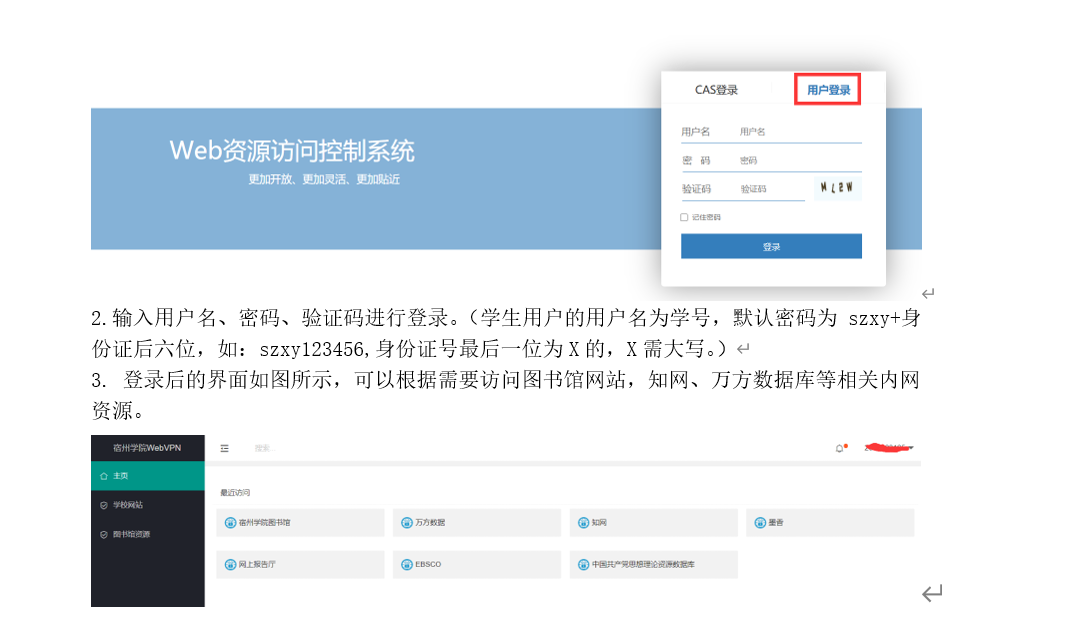 CAS登录 用户登录
用户名 用户名
Web资源访问控制系统
密 码 密码
更加开放、更加灵活、更加贴近
验证码 验证码
记住密码
登录
2.输入用户名、密码、验证码进行登录。(学生用户的用户名为学号，默认密码为 szxy+身
份证后六位，如：szxy123456,身份证号最后一位为 X 的，X 需大写。)
3. 登录后的界面如图所示，可以根据需要访问图书馆网站，知网、万方数据库等相关内网
资源。
宿州学院WebVPN 搜索...
主页
最近访问
学校网站
宿州学院图书馆 万方数据 知网 墨香
图书馆资源
网上报告厅 EBSCO 中国共产党思想理论资源数据库